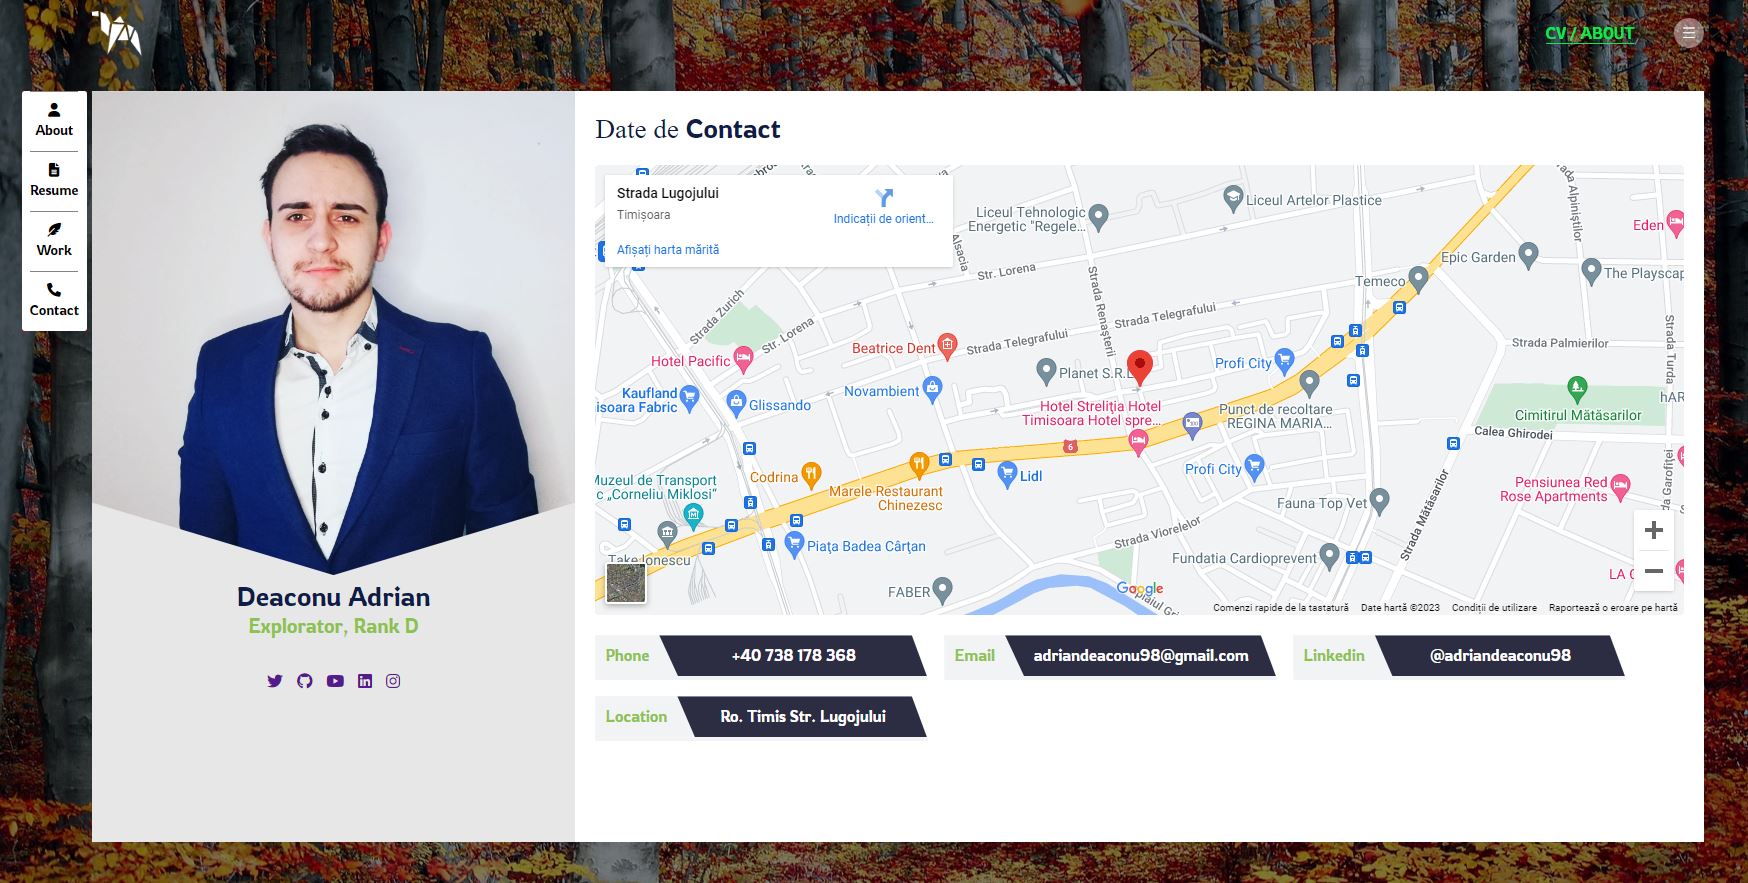 CV / ABOUT
About
Resume
Work
Contact
Deaconu Adrian
Explorator, Rank D
Date de Contact
Strada Lugojului
Timișoara
Indicații de orient...
Afișați harta mărită
Liceul Tehnologic
Energetic "Regele...
Liceul Artelor Plastice
Eden
Epic Garden
The Playscap
Temeco
Alsacia
Str. Lorena
Strada Renașterii
Strada Alpiniștilor
Strada Zurich
Str. Lorena
Strada Telegrafului
Strada Telegrafului
Strada Palmierilor
Strada Turda
Hotel Pacific
Beatrice Dent
Planet S.R.L
Profi City
Kaufland
isoara Fabric
Glissando
Novambient
Hotel Streliția Hotel
Timisoara Hotel spre...
Punct de recoltare
REGINA MARIA...
Cimitirul Mătăsarilor
hAR
Calea Ghirodei
6
Codrina
Marele Restaurant
Chinezesc
Lidl
Profi City
Muzeul de Transport
c „Corneliu Miklosi“
Pensiunea Red
Rose Apartments
Fauna Top Vet
Strada Mătăsarilor
Strada Viorelelor
Take Ionescu
Piața Badea Cârțan
Fundatia Cardioprevent
FABER
Google
Comenzi rapide de la tastatură
Date hartă ©2023
Condiții de utilizare
Raportează o eroare pe hartă
Phone
+40 738 178 368
Email
adriandeaconu98@gmail.com
Linkedin
@adriandeaconu98
Location
Ro. Timis Str. Lugojului